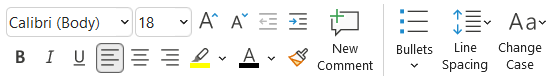 Calibri (Body) 18 A A Aa
B I U A New Comment Bullets Line Spacing Change Case